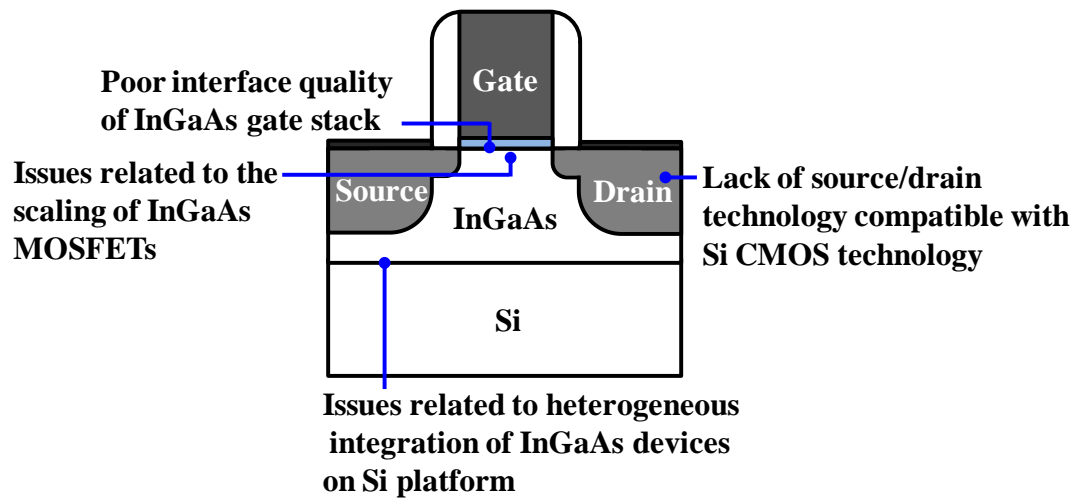 Gate
Poor interface quality
of InGaAs gate stack
Issues related to the
scaling of InGaAs
MOSFETs
Source
Drain
InGaAs
Lack of source/drain
technology compatible with
Si CMOS technology
Si
Issues related to heterogeneous
integration of InGaAs devices
on Si platform